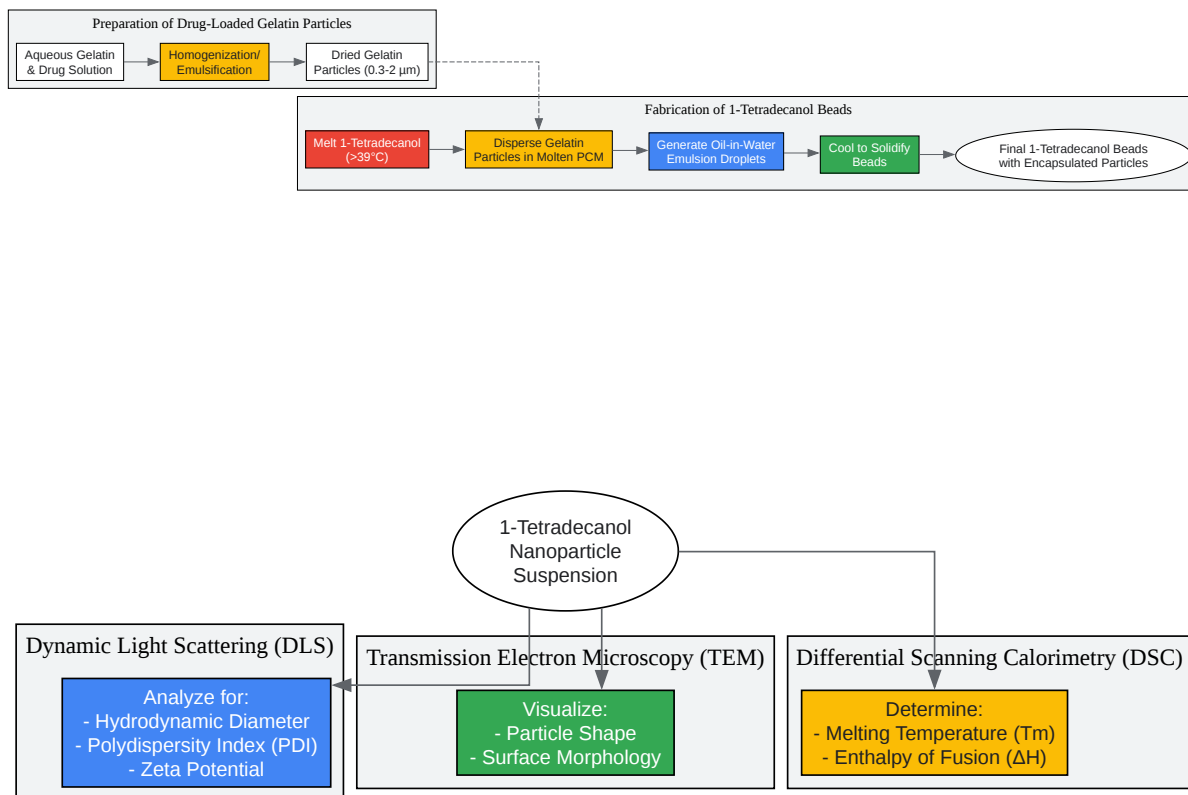 Preparation of Drug-Loaded Gelatin Particles
Aqueous Gelatin
& Drug Solution
Homogenization/
Emulsification
Dried Gelatin
Particles (0.3-2 µm)
Fabrication of 1-Tetradecanol Beads
Melt 1-Tetradecanol
(>39°C)
Disperse Gelatin
Particles in Molten PCM
Generate Oil-in-Water
Emulsion Droplets
Cool to Solidify
Beads
Final 1-Tetradecanol Beads
with Encapsulated Particles
1-Tetradecanol
Nanoparticle
Suspension
Dynamic Light Scattering (DLS)
Analyze for:
- Hydrodynamic Diameter
- Polydispersity Index (PDI)
- Zeta Potential
Transmission Electron Microscopy (TEM)
Visualize:
- Particle Shape
- Surface Morphology
Differential Scanning Calorimetry (DSC)
Determine:
- Melting Temperature (Tm)
- Enthalpy of Fusion (ΔH)